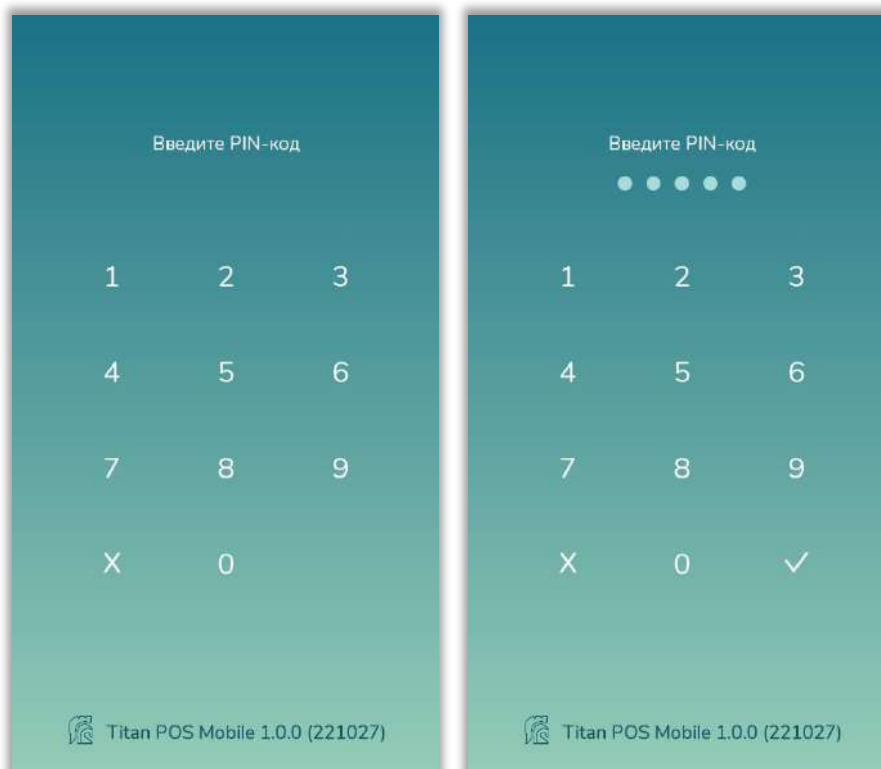 Введите PIN-код
1 2 3
4 5 6
7 8 9
X 0
Titan POS Mobile 1.0.0 (221027)
Введите PIN-код
1 2 3
4 5 6
7 8 9
X 0 ✓
Titan POS Mobile 1.0.0 (221027)